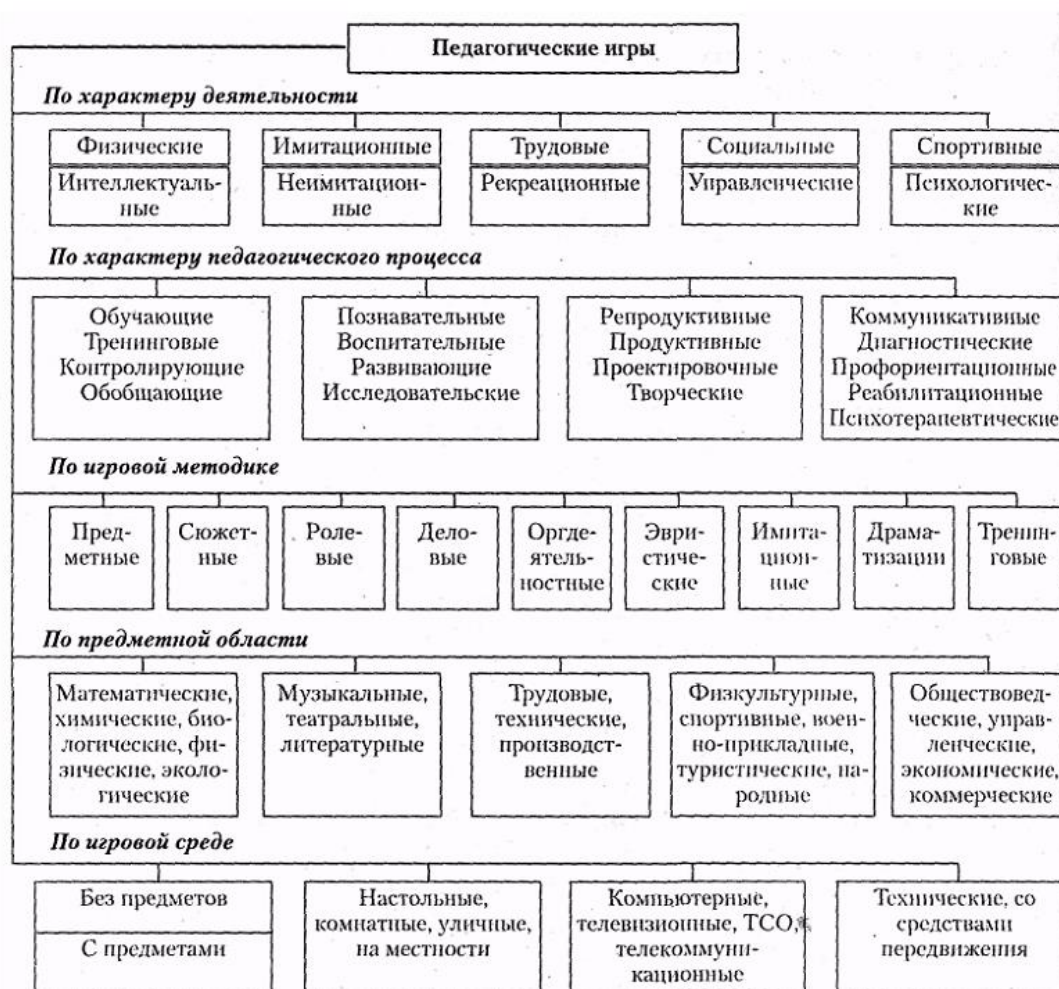 Педагогические игры
По характеру деятельности
Физические
Имитационные
Трудовые
Социальные
Спортивные
Интеллектуаль-
ные
Неимитацион-
ные
Рекреационные
Управленческие
Психологичес-
кие
По характеру педагогического процесса
Обучающие
Тренинговые
Контролирующие
Обобщающие
Познавательные
Воспитательные
Развивающие
Исследовательские
Репродуктивные
Продуктивные
Проектировочные
Творческие
Коммуникативные
Диагностические
Профориентационные
Реабилитационные
Психотерапевтические
По игровой методике
Пред-
метные
Сюжет-
ные
Роле-
вые
Дело-
вые
Оргде-
ятель-
ностные
Эври-
стиче-
ские
Имита-
цион-
ные
Драма-
тизации
Тренин-
говые
По предметной области
Математические,
химические, био-
логические, фи-
зические, эколо-
гические
Музыкальные,
театральные,
литературные
Трудовые,
технические,
производст-
венные
Физкультурные,
спортивные, воен-
но-прикладные,
туристические, на-
родные
Обществовед-
ческие, управ-
ленческие,
экономические,
коммерческие
По игровой среде
Без предметов
С предметами
Настольные,
комнатные, уличные,
на местности
Компьютерные,
телевизионные, ТСО,
телекоммуни-
кационные
Технические, со
средствами
передвижения